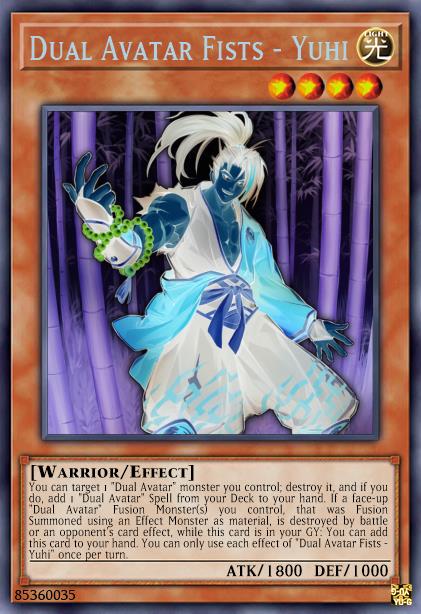 DUAL AVATAR FISTS - YUHI
LIGHT
光
[WARRIOR/EFFECT]
You can target 1 "Dual Avatar" monster you control; destroy it, and if you
do, add 1 "Dual Avatar" Spell from your Deck to your hand. If a face-up
"Dual Avatar" Fusion Monster(s) you control, that was Fusion
Summoned using an Effect Monster as material, is destroyed by battle
or an opponent's card effect, while this card is in your GY: You can add
this card to your hand. You can only use each effect of "Dual Avatar Fists -
Yuhi" once per turn.
ATK/1800 DEF/1000
85360035